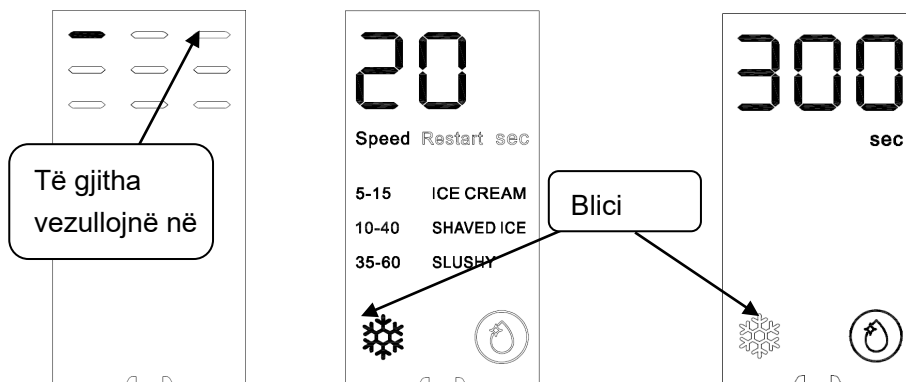 Të gjitha
vezullojnë në
20
Speed Restart sec
5-15 ICE CREAM
10-40 SHAVED ICE
35-60 SLUSHY
Blici
300
sec